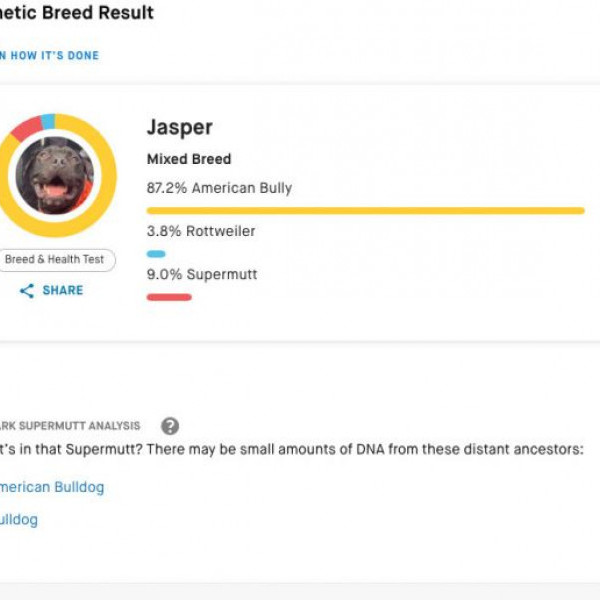 netic Breed Result
N HOW IT'S DONE
Jasper
Mixed Breed
87.2% American Bully
3.8% Rottweiler
Breed & Health Test
9.0% Supermutt
SHARE
ARK SUPERMUTT ANALYSIS ?
t's in that Supermutt? There may be small amounts of DNA from these distant ancestors:
merican Bulldog
ulldog